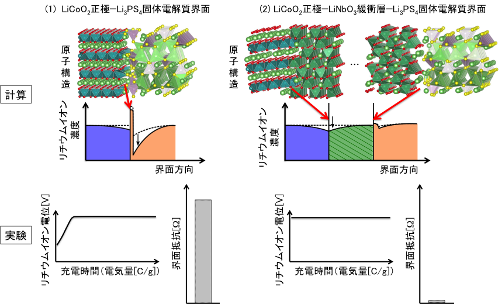 （1） LiCoO₂正極−Li₃PS₄固体電解質界面
（2） LiCoO₂正極−LiNbO₃緩衝層−Li₃PS₄固体電解質界面
原子構造
原子構造
…
…
計算
リチウムイオン濃度
界面方向
リチウムイオン濃度
界面方向
実験
リチウムイオン電位[V]
充電時間（電気量[C/g]）
界面抵抗[Ω]
リチウムイオン電位[V]
充電時間（電気量[C/g]）
界面抵抗[Ω]